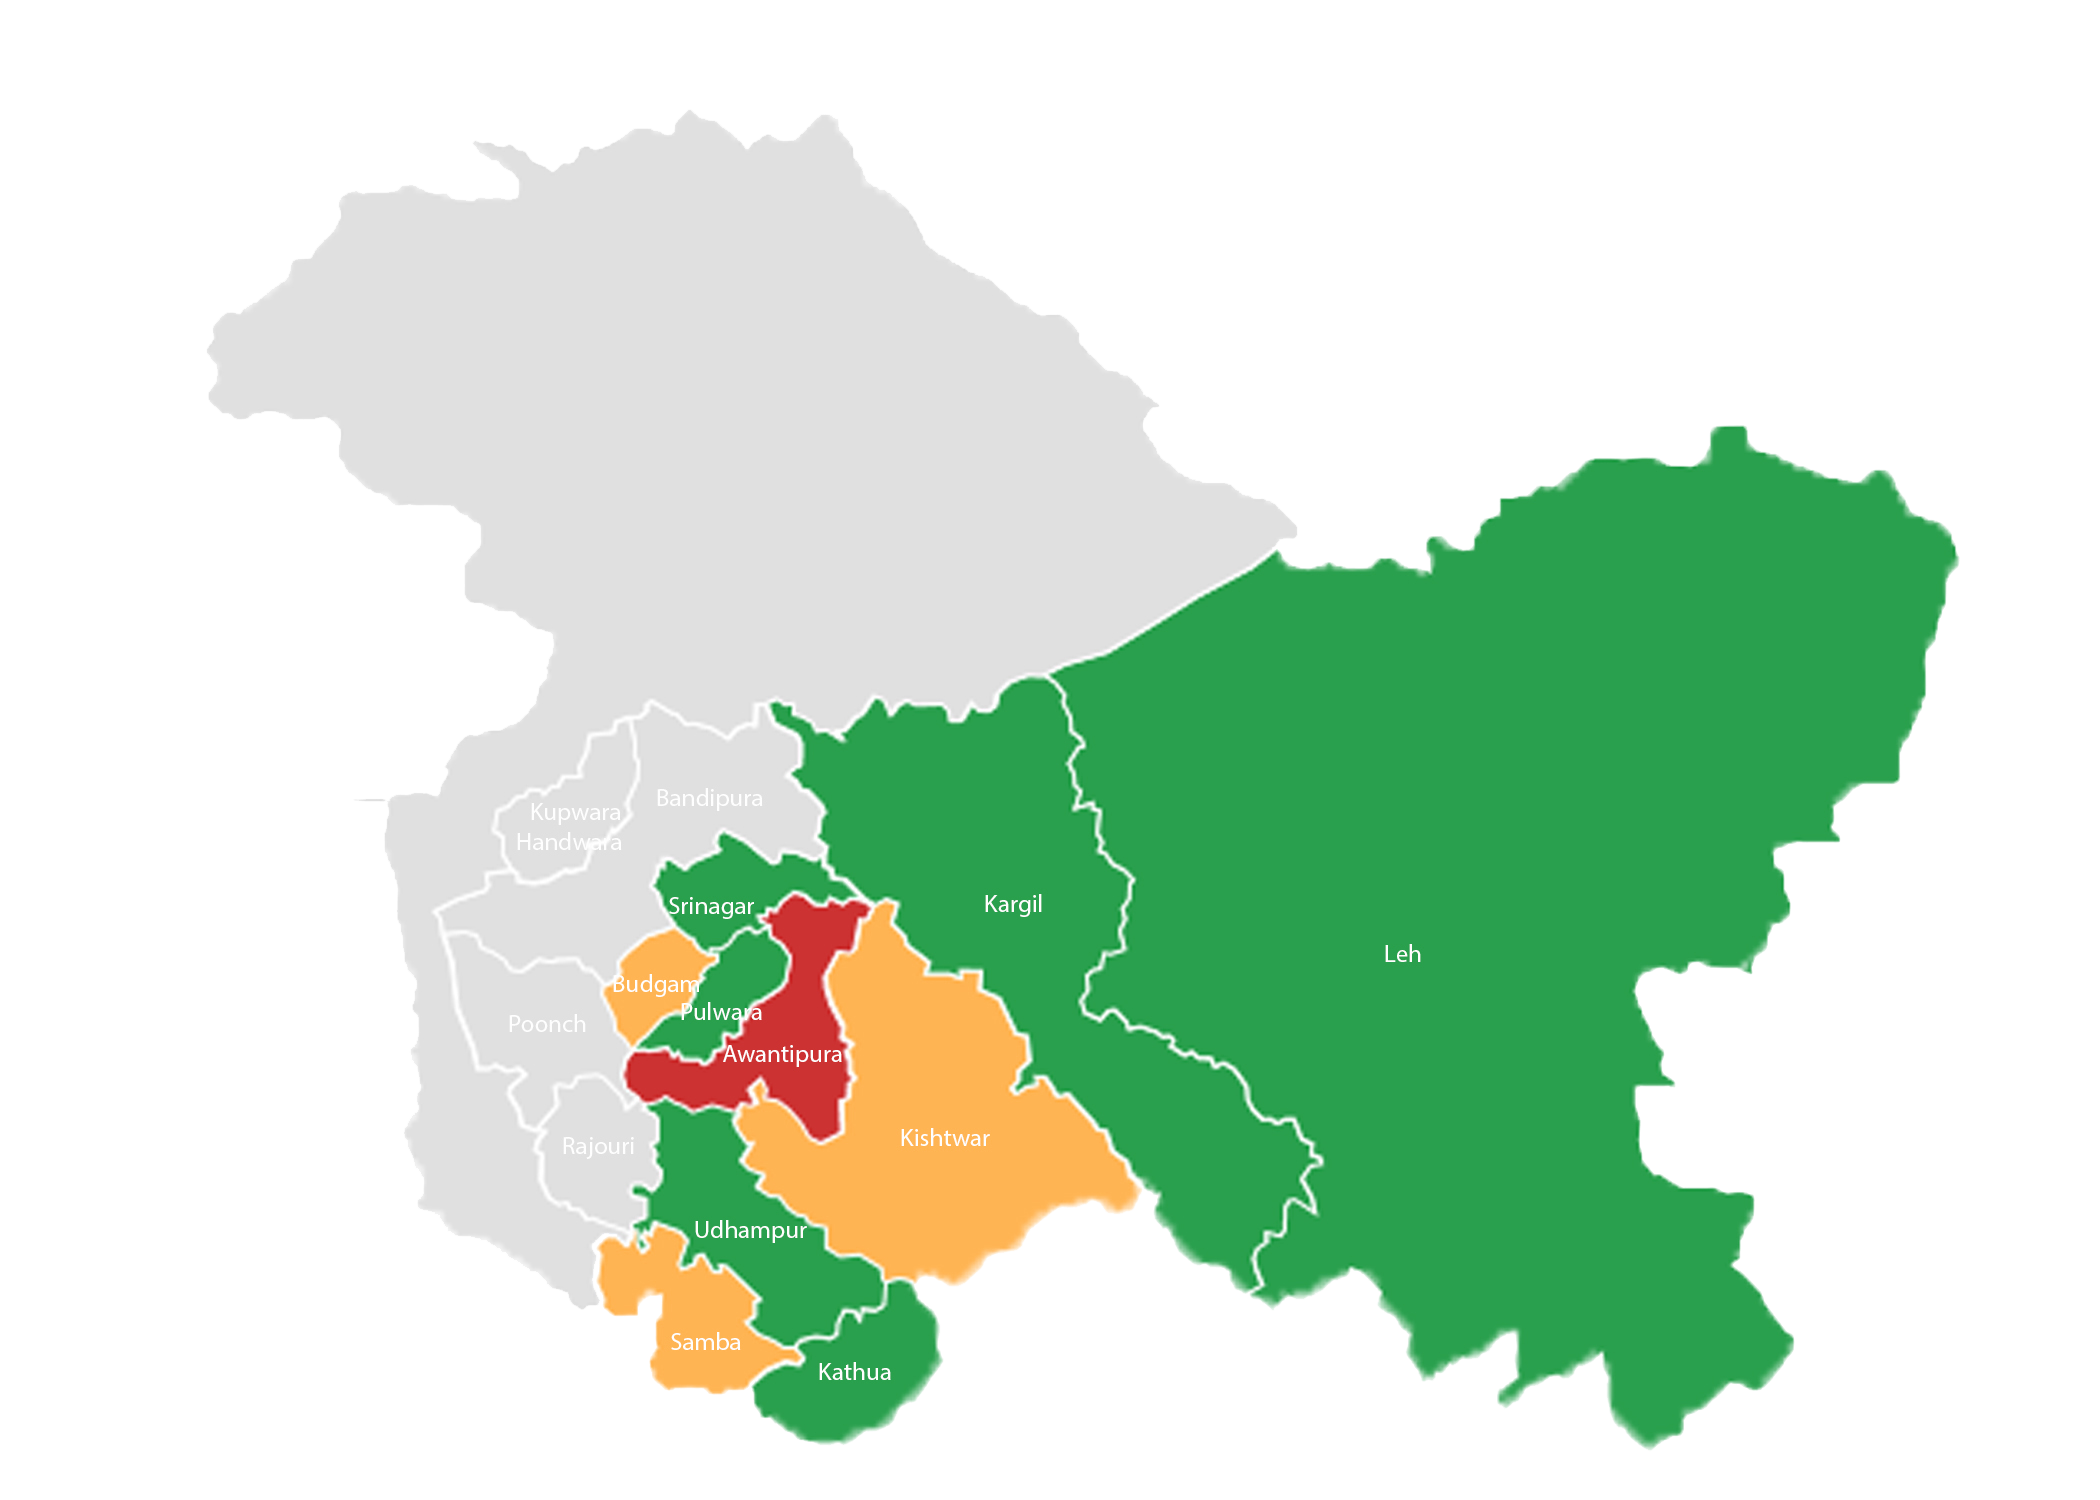 Bandipura
Kupwara
Handwara
Srinagar
Kargil
Leh
Budgam
Pulwara
Poonch
Awantipura
Kishtwar
Rajouri
Udhampur
Samba
Kathua